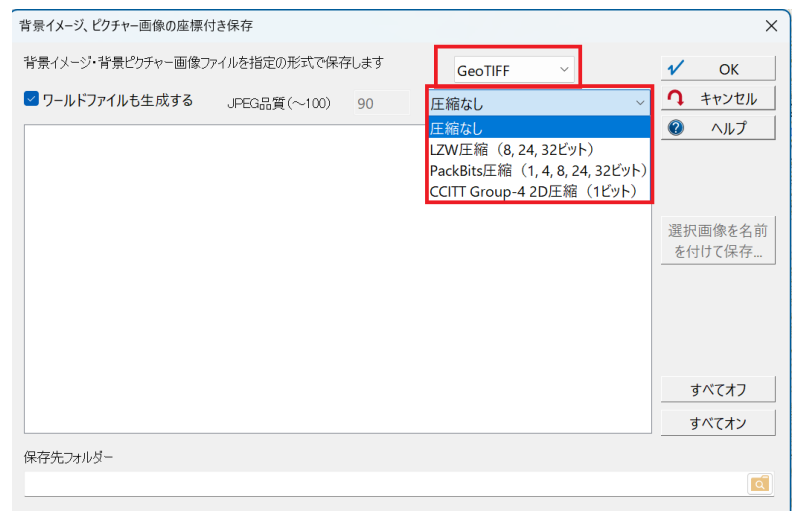 背景イメージ、ピクチャー画像の座標付き保存
背景イメージ・背景ピクチャー画像ファイルを指定の形式で保存します
GeoTIFF
OK
ワールドファイルも生成する
JPEG品質(～100)
90
圧縮なし
キャンセル
圧縮なし
LZW圧縮（8, 24, 32ビット）
PackBits圧縮（1, 4, 8, 24, 32ビット）
CCITT Group-4 2D圧縮（1ビット）
ヘルプ
選択画像を名前
を付けて保存...
すべてオフ
すべてオン
保存先フォルダー